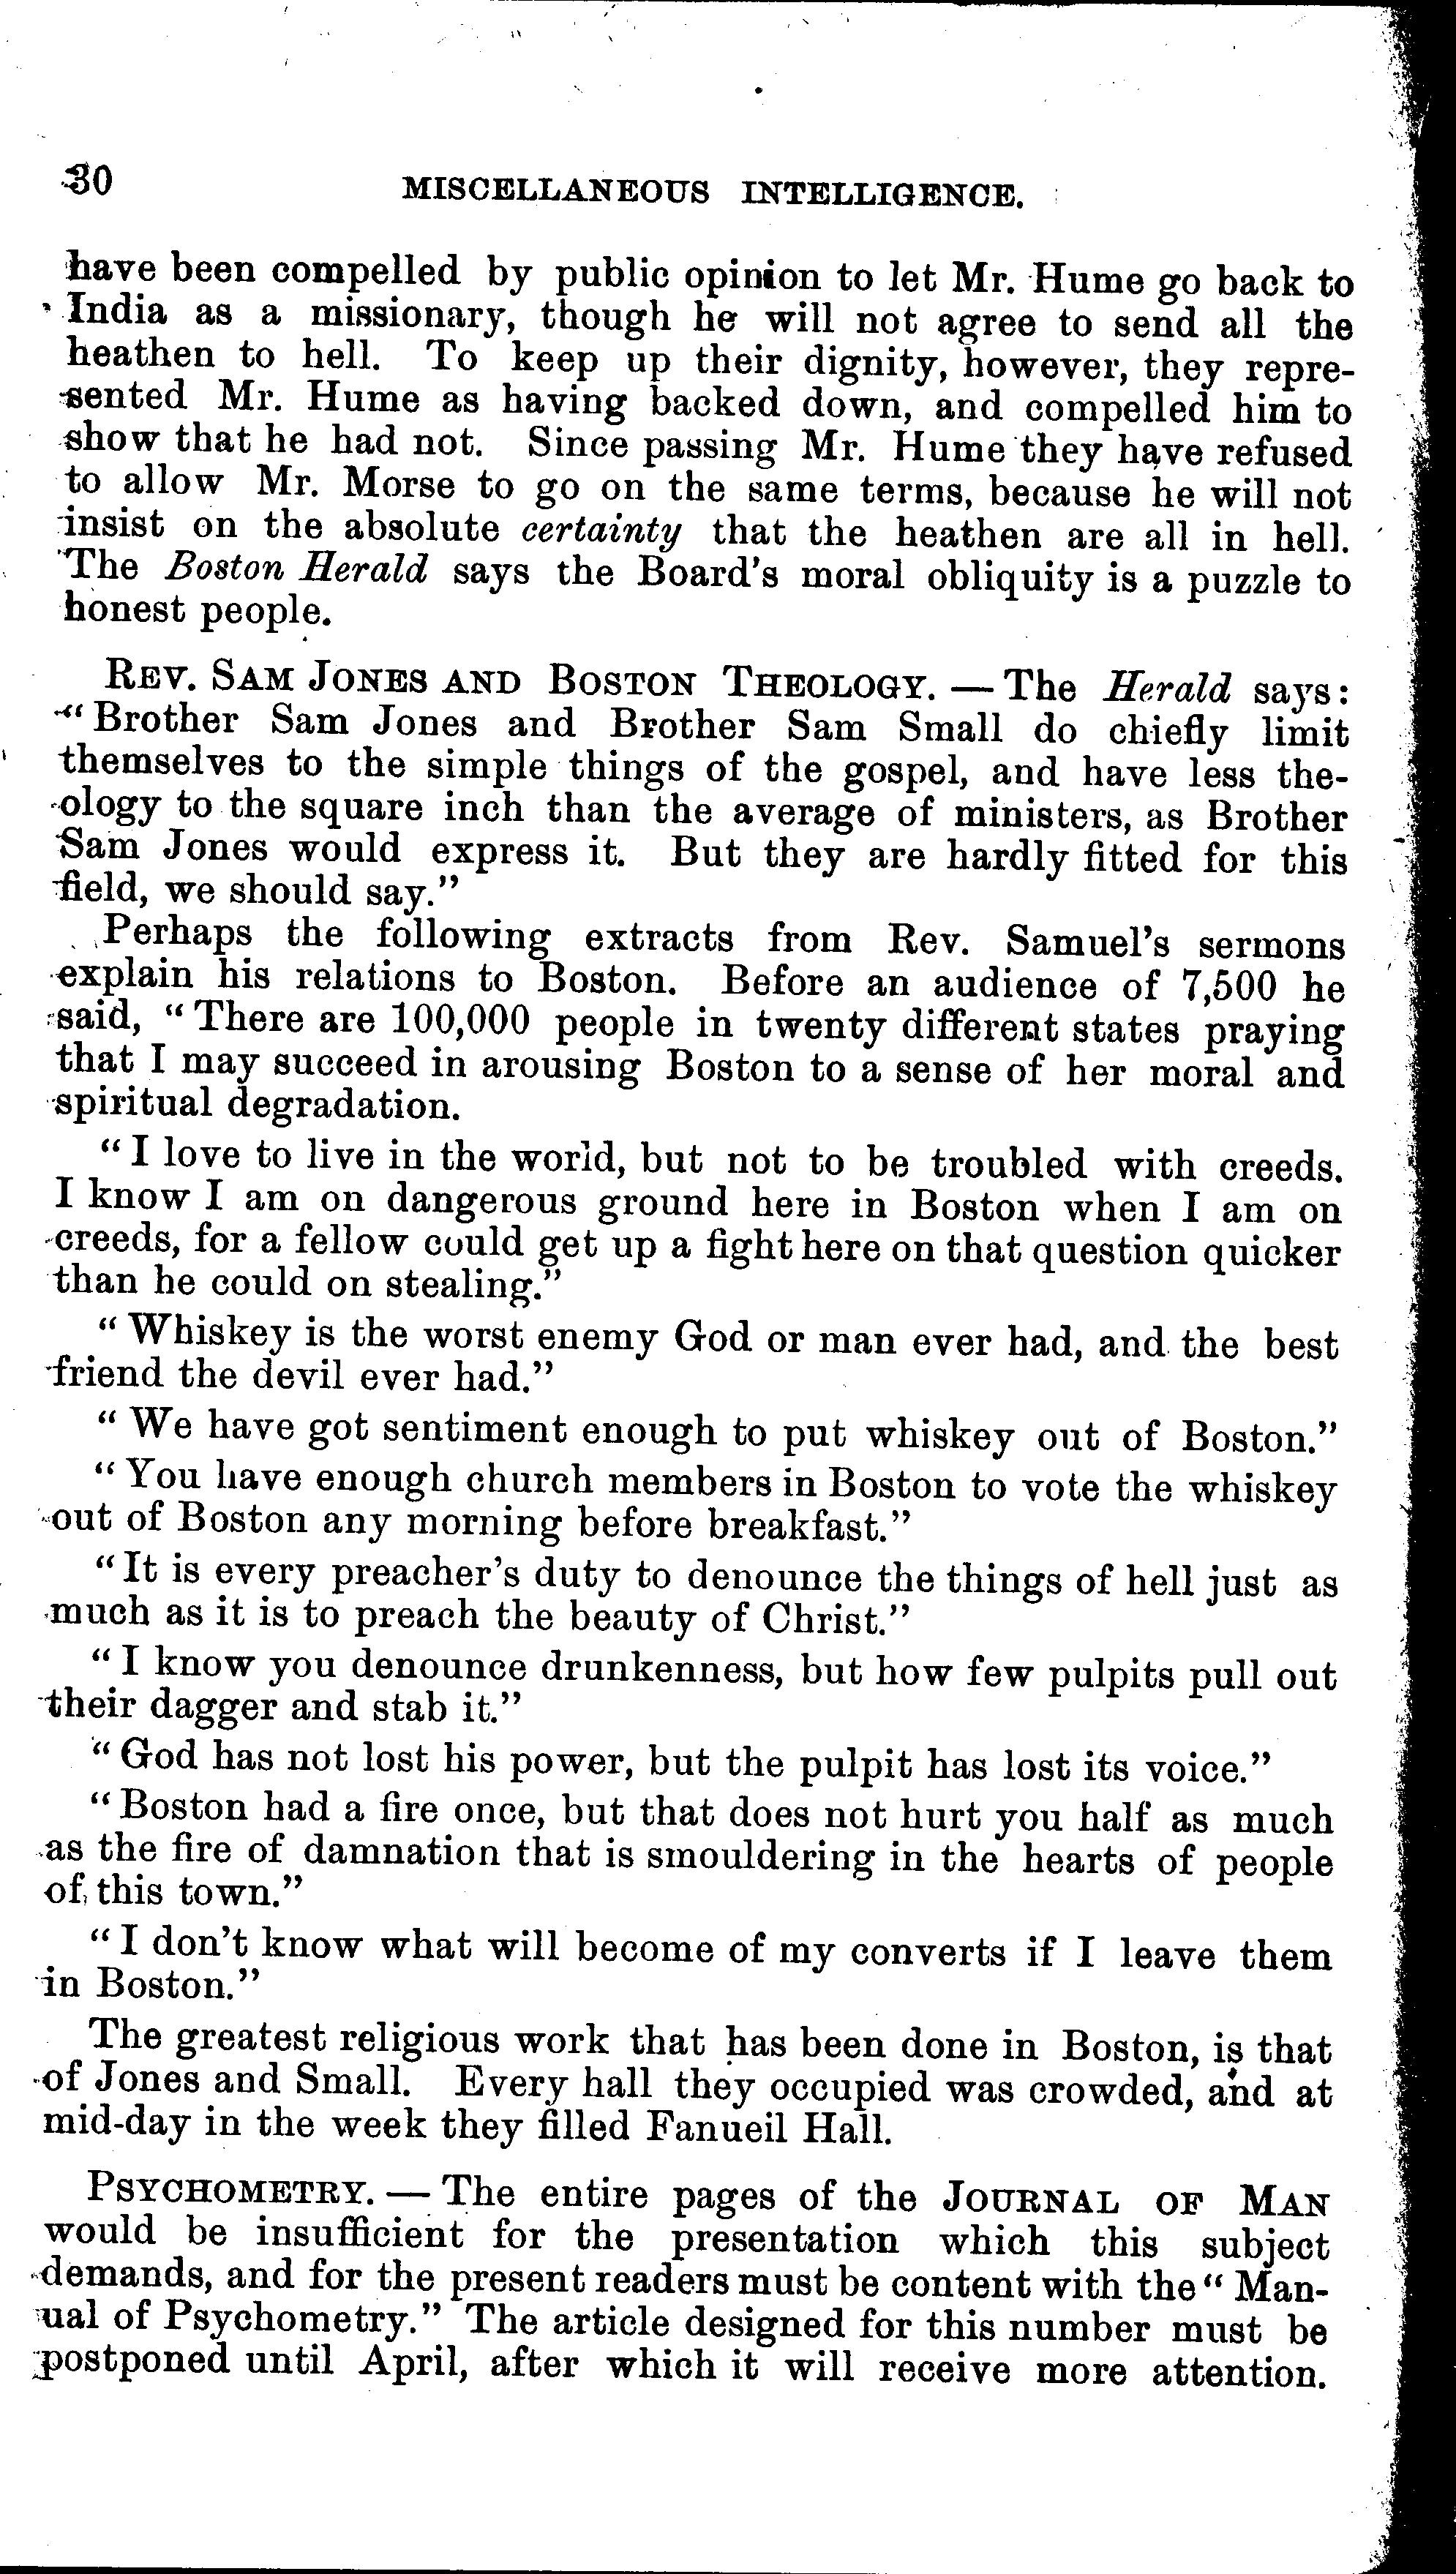 30 MISCELLANEOUS INTELLIGENCE.
have been compelled by public opinion to let Mr. Hume go back to
India as a missionary, though he will not agree to send all the
heathen to hell. To keep up their dignity, however, they repre-
sented Mr. Hume as having backed down, and compelled him to
show that he had not. Since passing Mr. Hume they have refused
to allow Mr. Morse to go on the same terms, because he will not
insist on the absolute certainty that the heathen are all in hell.
The Boston Herald says the Board's moral obliquity is a puzzle to
honest people.
REV. SAM JONES AND BOSTON THEOLOGY. — The Herald says:
"Brother Sam Jones and Brother Sam Small do chiefly limit
themselves to the simple things of the gospel, and have less the-
ology to the square inch than the average of ministers, as Brother
Sam Jones would express it. But they are hardly fitted for this
field, we should say."
Perhaps the following extracts from Rev. Samuel's sermons
explain his relations to Boston. Before an audience of 7,500 he
said, "There are 100,000 people in twenty different states praying
that I may succeed in arousing Boston to a sense of her moral and
spiritual degradation.
"I love to live in the world, but not to be troubled with creeds.
I know I am on dangerous ground here in Boston when I am on
creeds, for a fellow could get up a fight here on that question quicker
than he could on stealing."
"Whiskey is the worst enemy God or man ever had, and the best
friend the devil ever had."
"We have got sentiment enough to put whiskey out of Boston."
"You have enough church members in Boston to vote the whiskey
out of Boston any morning before breakfast."
"It is every preacher's duty to denounce the things of hell just as
much as it is to preach the beauty of Christ."
"I know you denounce drunkenness, but how few pulpits pull out
their dagger and stab it."
"God has not lost his power, but the pulpit has lost its voice."
"Boston had a fire once, but that does not hurt you half as much
as the fire of damnation that is smouldering in the hearts of people
of this town."
"I don't know what will become of my converts if I leave them
in Boston."
The greatest religious work that has been done in Boston, is that
of Jones and Small. Every hall they occupied was crowded, and at
mid-day in the week they filled Fanueil Hall.
PSYCHOMETRY. — The entire pages of the JOURNAL OF MAN
would be insufficient for the presentation which this subject
demands, and for the present readers must be content with the "Man-
ual of Psychometry." The article designed for this number must be
postponed until April, after which it will receive more attention.